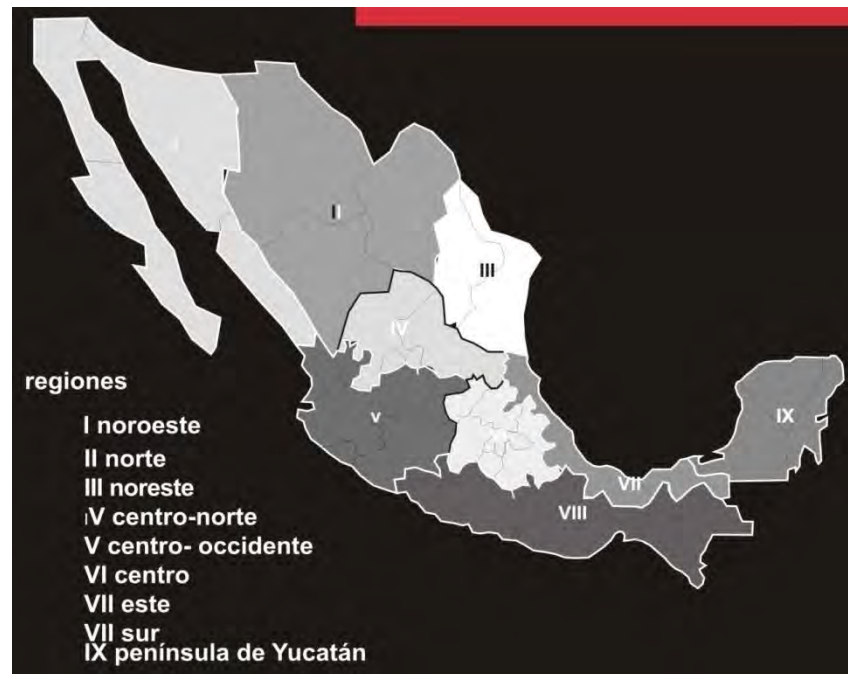 I
II
III
IV
V
VII
VIII
IX
regiones
I noroeste
II norte
III noreste
IV centro-norte
V centro- occidente
VI centro
VII este
VII sur
IX península de Yucatán